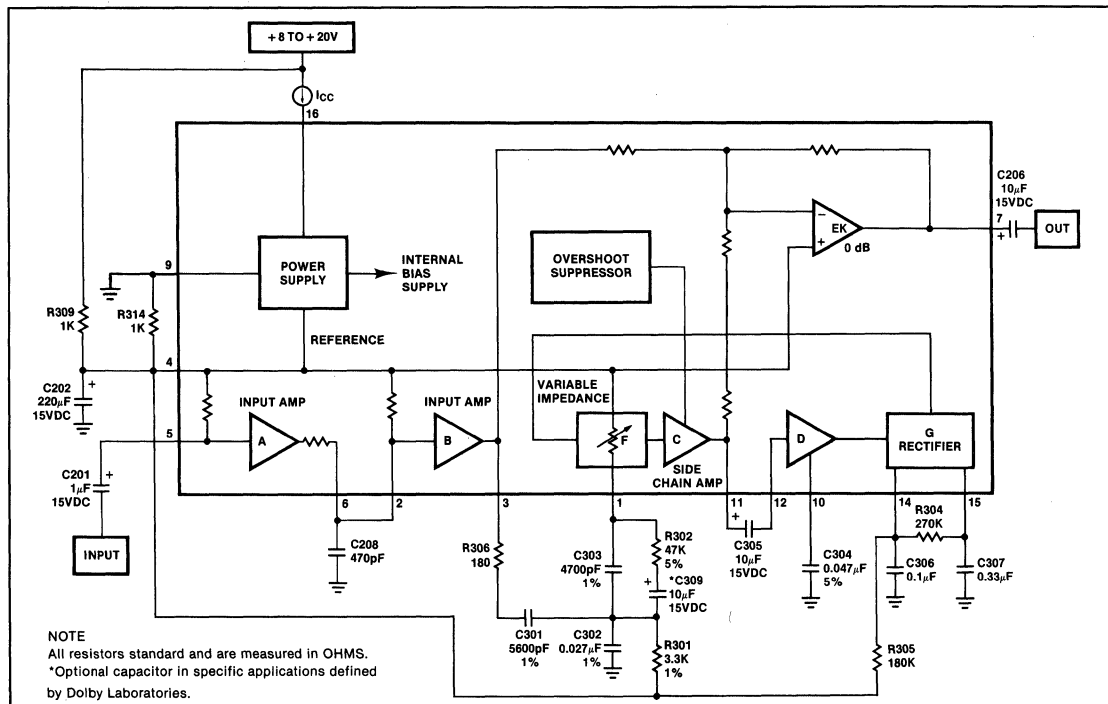 + 8 TO + 20V
ICC
16
C206
10µF
15VDC
7
+
OUT
−
EK
+
0 dB
OVERSHOOT
SUPPRESSOR
9
POWER
SUPPLY
INTERNAL
BIAS
SUPPLY
R309
1K
R314
1K
REFERENCE
4
C202
220µF
15VDC
+
VARIABLE
IMPEDANCE
INPUT AMP
INPUT AMP
A
B
F
C
D
G
RECTIFIER
SIDE
CHAIN AMP
5
C201
1µF
15VDC
+
INPUT
6
2
3
1
11
12
10
14
15
C208
470pF
R306
180
C303
4700pF
1%
R302
47K
5%
+
*C309
10µF
15VDC
+
C305
10µF
15VDC
C304
0.047µF
5%
R304
270K
C306
0.1µF
C307
0.33µF
C301
5600pF
1%
C302
0.027µF
1%
R301
3.3K
1%
R305
180K
NOTE
All resistors standard and are measured in OHMS.
*Optional capacitor in specific applications defined
by Dolby Laboratories.